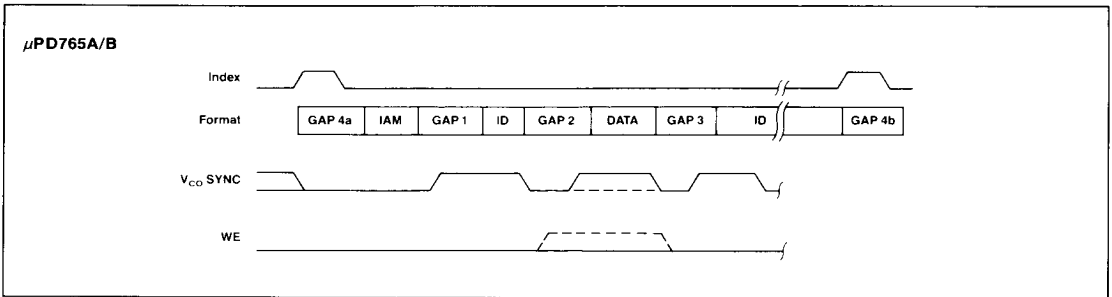 μPD765A/B
Index
Format GAP 4a IAM GAP 1 ID GAP 2 DATA GAP 3 ID GAP 4b
VCO SYNC
WE